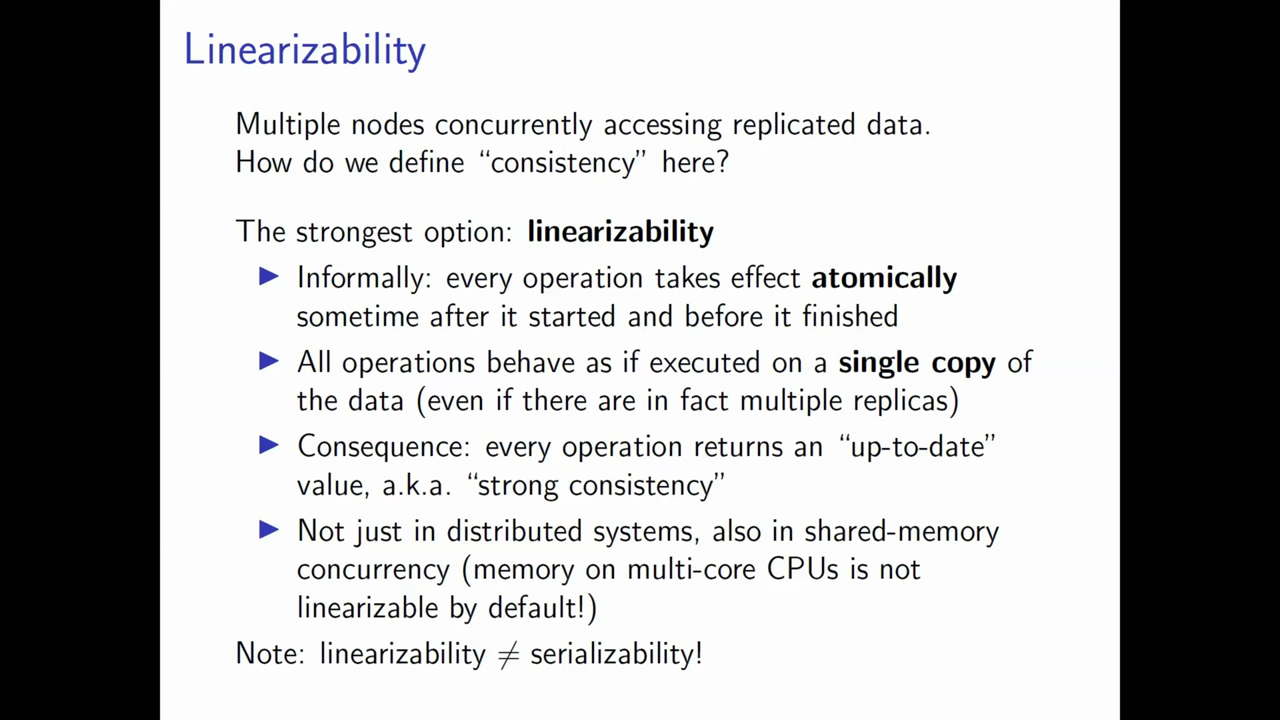 Linearizability
Multiple nodes concurrently accessing replicated data.
How do we define “consistency” here?
The strongest option: linearizability
▶ Informally: every operation takes effect atomically
sometime after it started and before it finished
▶ All operations behave as if executed on a single copy of
the data (even if there are in fact multiple replicas)
▶ Consequence: every operation returns an “up-to-date”
value, a.k.a. “strong consistency”
▶ Not just in distributed systems, also in shared-memory
concurrency (memory on multi-core CPUs is not
linearizable by default!)
Note: linearizability ≠ serializability!